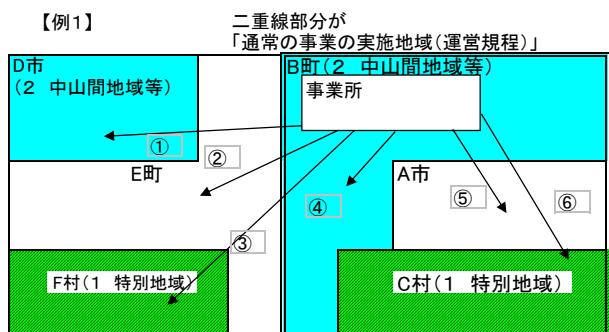 【例1】
二重線部分が
「通常の事業の実施地域(運営規程)」
D市
(2 中山間地域等)
B町(2 中山間地域等)
事業所
①
②
E町
A市
③
④
⑤
⑥
F村(1 特別地域)
C村(1 特別地域)